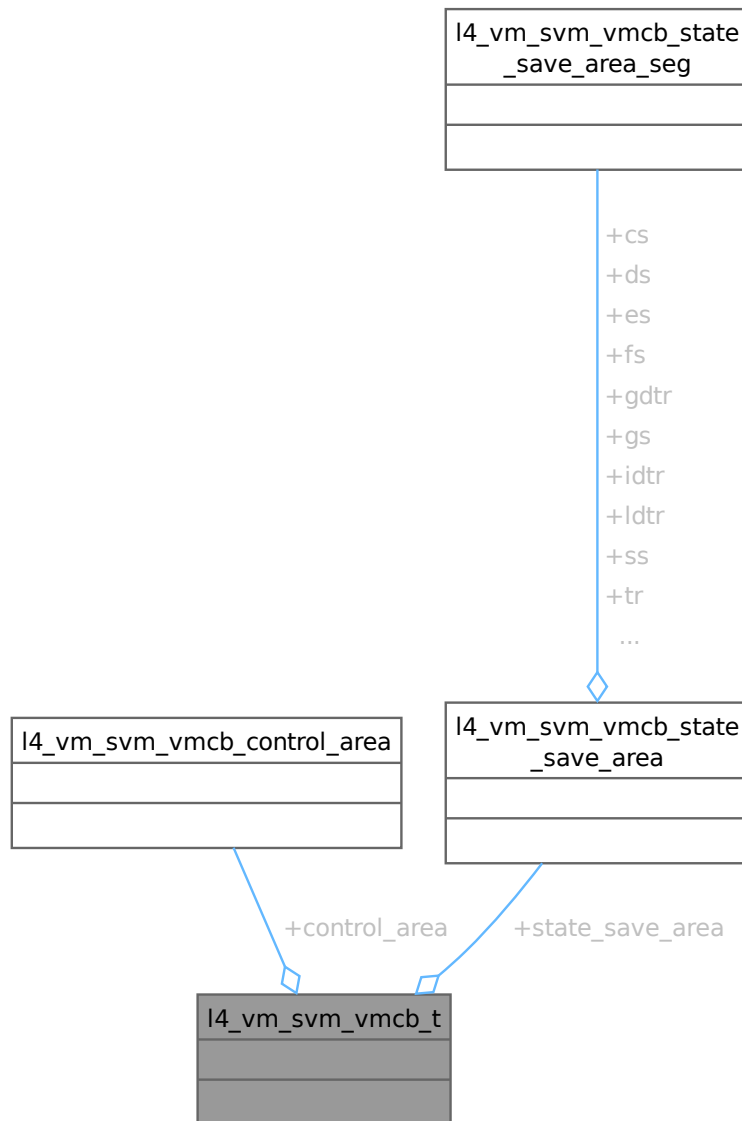 l4_vm_svm_vmcb_state
_save_area_seg
+cs
+ds
+es
+fs
+gdtr
+gs
+idtr
+ldtr
+ss
+tr
...
l4_vm_svm_vmcb_control_area
l4_vm_svm_vmcb_state
_save_area
+control_area
+state_save_area
l4_vm_svm_vmcb_t